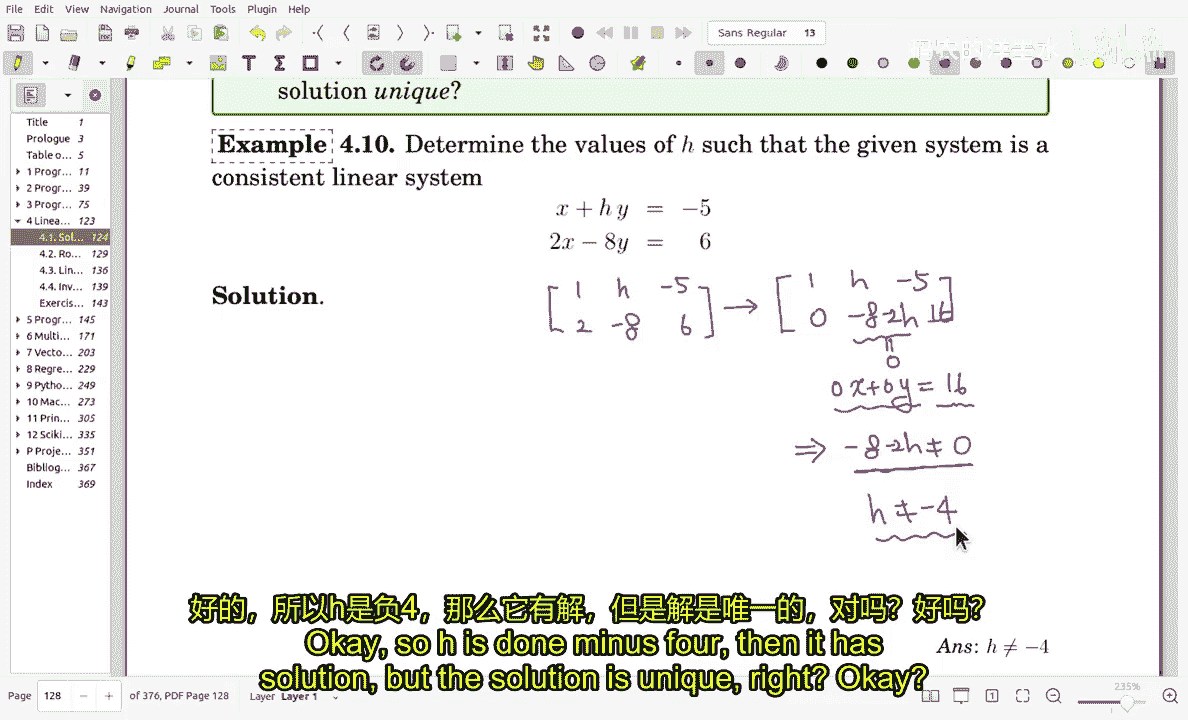 File Edit View Navigation Journal Tools Plugin Help
Sans Regular 13
Title 1
Prologue 3
Table o... 5
1 Progr... 11
2 Progr... 39
3 Progr... 75
4 Linea... 123
4.1. Sol... 124
4.2. Ro... 129
4.3. Lin... 136
4.4. Inv... 139
Exercis... 143
5 Progr... 145
6 Multi... 171
7 Vecto... 203
8 Regre... 229
9 Pytho... 249
10 Mac... 273
11 Prin... 305
12 Sciki... 335
P Proje... 351
Bibliog... 367
Index 369
solution unique?
Example 4.10. Determine the values of h such that the given system is a
consistent linear system
x + h y = −5
2x − 8y = 6
Solution.
1 h -5 → 1 h -5
2 -8 6 0 -8-2h 16
0
0x+0y = 16
⇒ -8-2h ≠ 0
h ≠ -4
好的，所以h是负4，那么它有解，但是解是唯一的，对吗？好吗？
Okay, so h is done minus four, then it has
solution, but the solution is unique, right? Okay?
Ans: h ≠ −4
Page 128 of 376, PDF Page 128 Layer Layer 1 235%